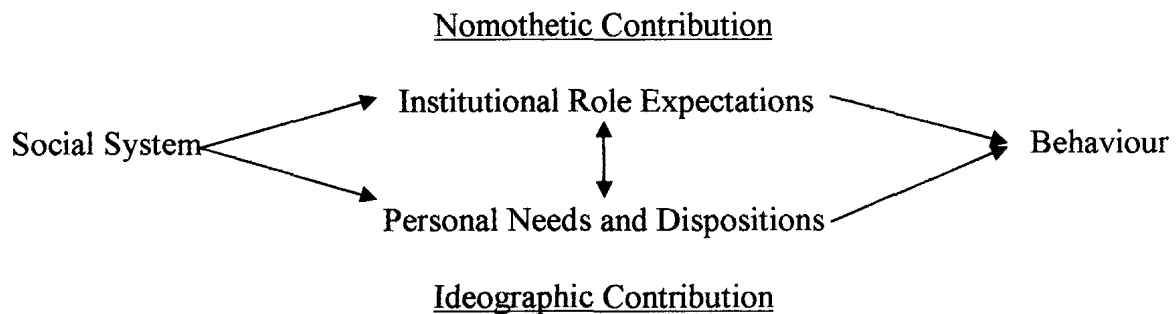 Nomothetic Contribution
Institutional Role Expectations
Social System
Behaviour
Personal Needs and Dispositions
Ideographic Contribution